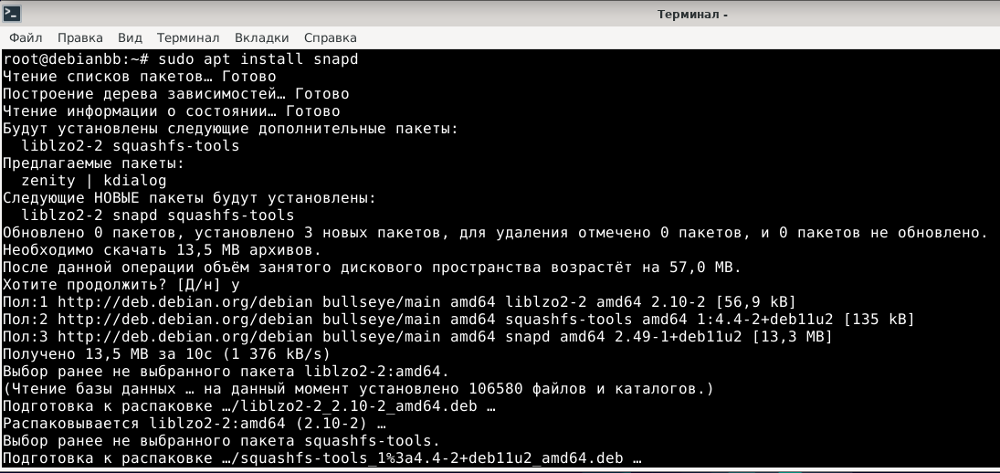 Терминал -
Файл Правка Вид Терминал Вкладки Справка
root@debianbb:~# sudo apt install snapd
Чтение списков пакетов… Готово
Построение дерева зависимостей… Готово
Чтение информации о состоянии… Готово
Будут установлены следующие дополнительные пакеты:
  liblzo2-2 squashfs-tools
Предлагаемые пакеты:
  zenity | kdialog
Следующие НОВЫЕ пакеты будут установлены:
  liblzo2-2 snapd squashfs-tools
Обновлено 0 пакетов, установлено 3 новых пакетов, для удаления отмечено 0 пакетов, и 0 пакетов не обновлено.
Необходимо скачать 13,5 MB архивов.
После данной операции объём занятого дискового пространства возрастёт на 57,0 MB.
Хотите продолжить? [Д/н] y
Пол:1 http://deb.debian.org/debian bullseye/main amd64 liblzo2-2 amd64 2.10-2 [56,9 kB]
Пол:2 http://deb.debian.org/debian bullseye/main amd64 squashfs-tools amd64 1:4.4-2+deb11u2 [135 kB]
Пол:3 http://deb.debian.org/debian bullseye/main amd64 snapd amd64 2.49-1+deb11u2 [13,3 MB]
Получено 13,5 MB за 10с (1 376 kB/s)
Выбор ранее не выбранного пакета liblzo2-2:amd64.
(Чтение базы данных … на данный момент установлено 106580 файлов и каталогов.)
Подготовка к распаковке …/liblzo2-2_2.10-2_amd64.deb …
Распаковывается liblzo2-2:amd64 (2.10-2) …
Выбор ранее не выбранного пакета squashfs-tools.
Подготовка к распаковке …/squashfs-tools_1%3a4.4-2+deb11u2_amd64.deb …